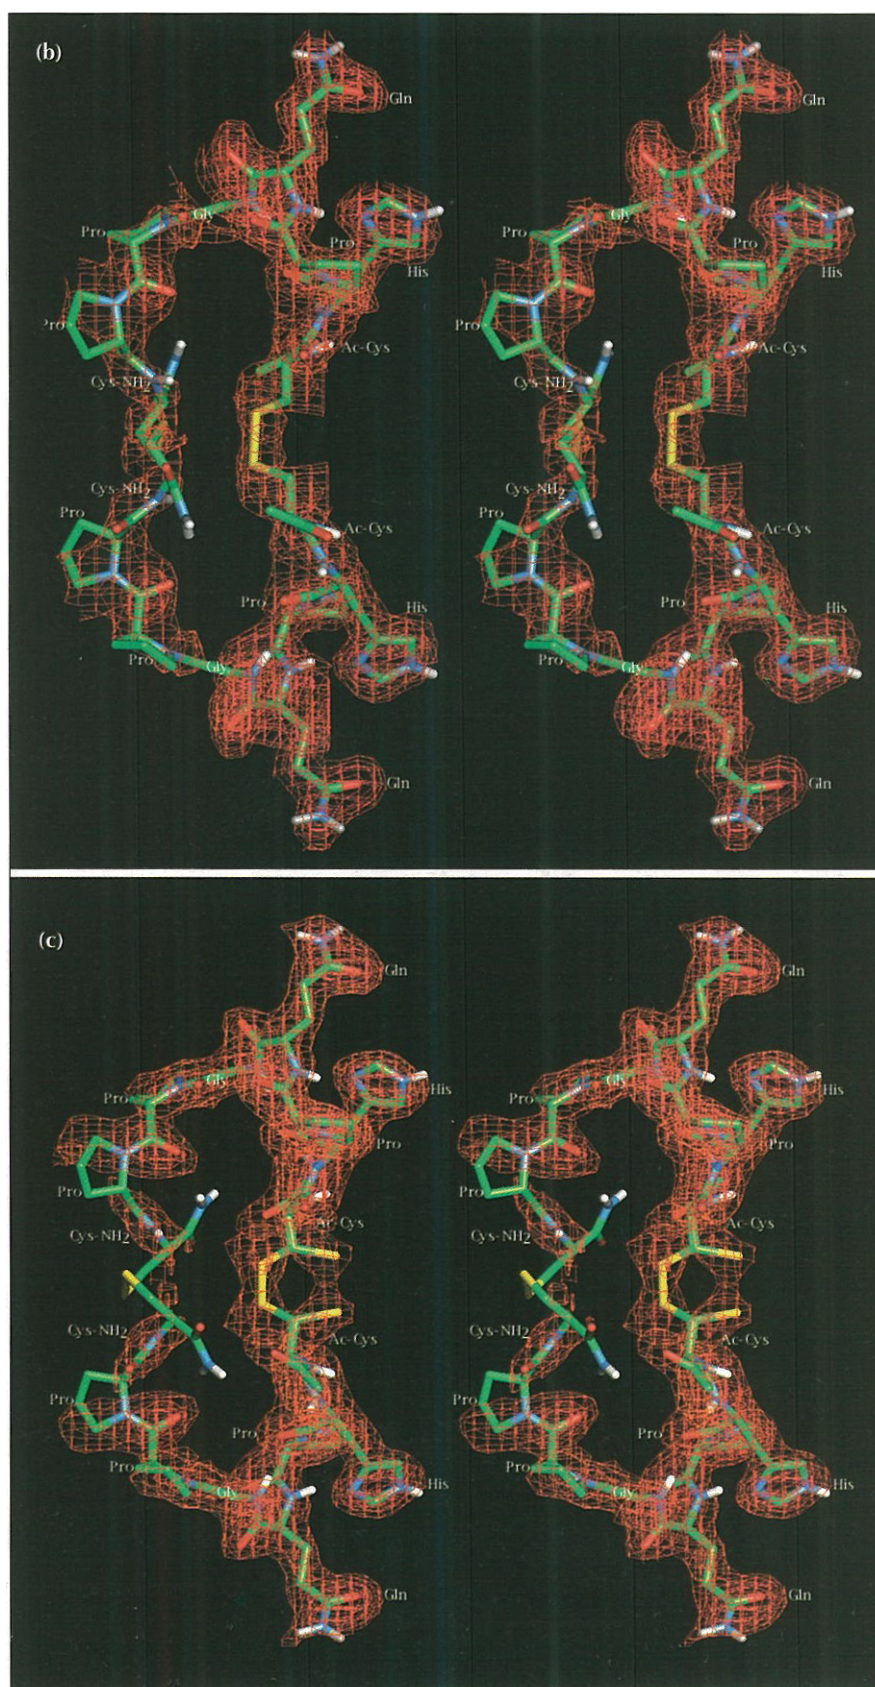 (b)
Gln Gln
Pro Gly Pro Pro Gly Pro
His His
Pro Pro
Ac-Cys Ac-Cys
Cys-NH2 Cys-NH2
Cys-NH2 Cys-NH2
Pro Ac-Cys Pro Ac-Cys
Pro His Pro His
Pro Gly Pro Gly
Gln Gln
(c)
Gln Gln
Gly His Gly His
Pro Pro
Pro Pro
Pro Pro
Cys-NH2 Ac-Cys Cys-NH2 Ac-Cys
Cys-NH2 Ac-Cys Cys-NH2 Ac-Cys
Pro Pro
Pro Pro
Pro Gly His Pro Gly His
Gln Gln